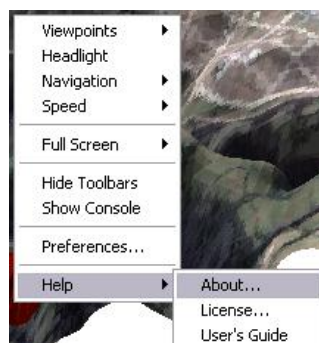 Viewpoints
Headlight
Navigation
Speed
Full Screen
Hide Toolbars
Show Console
Preferences...
Help
About...
License...
User's Guide